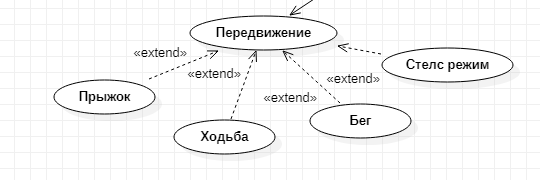 Передвижение
«extend»
Стелс режим
«extend»
«extend»
Прыжок
«extend»
Бег
Ходьба